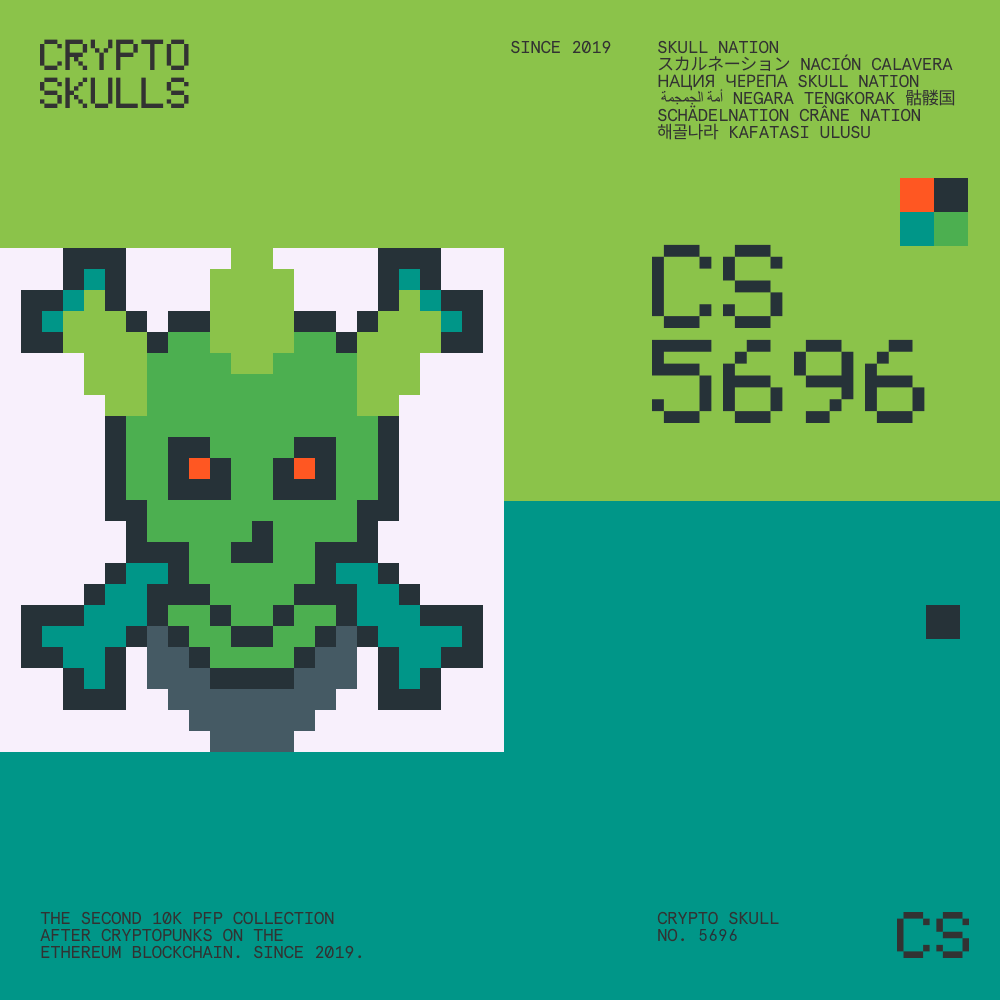 CRYPTO
SKULLS
SINCE 2019
SKULL NATION
スカルネーション NACIÓN CALAVERA
НАЦИЯ ЧЕРЕПА SKULL NATION
أمة الجمجمة NEGARA TENGKORAK 骷髅国
SCHÄDELNATION CRÂNE NATION
해골나라 KAFATASI ULUSU
CS
5696
THE SECOND 10K PFP COLLECTION
AFTER CRYPTOPUNKS ON THE
ETHEREUM BLOCKCHAIN. SINCE 2019.
CRYPTO SKULL
NO. 5696
CS